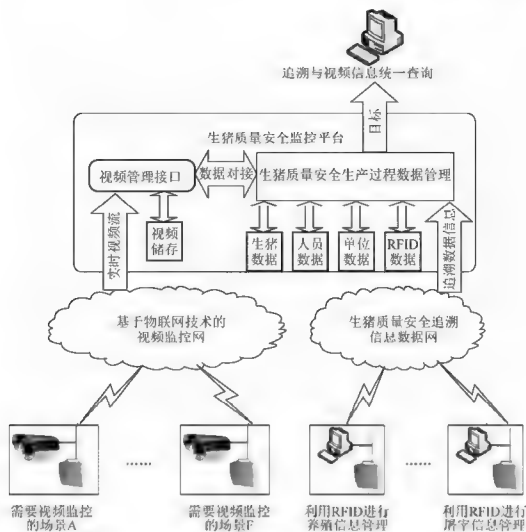 追溯与视频信息统一查询
目标
生猪质量安全监控平台
视频管理接口
数据对接
生猪质量安全生产过程数据管理
实时视频流
视频
储存
生猪
数据
人员
数据
单位
数据
RFID
数据
追溯数据信息
基于物联网技术的
视频监控网
生猪质量安全追溯
信息数据网
......
......
需要视频监控
的场景A
需要视频监控
的场景F
利用RFID进行
养殖信息管理
利用RFID进行
屠宰信息管理